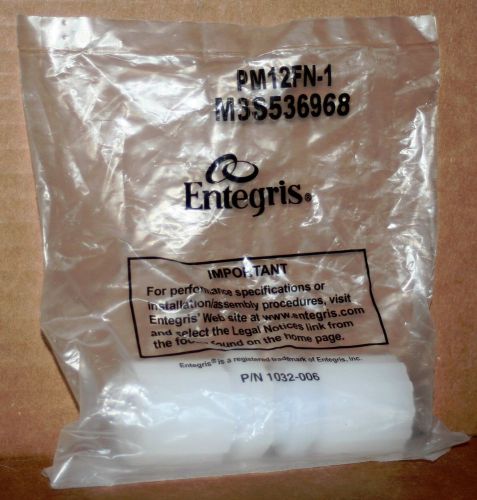 PM12FN-1
M3S536968
Entegris®
IMPORTANT
For performance specifications or
installation/assembly procedures, visit
Entegris' Web site at www.entegris.com
and select the Legal Notices link from
the footer found on the home page.
Entegris® is a registered trademark of Entegris, Inc.
P/N 1032-006